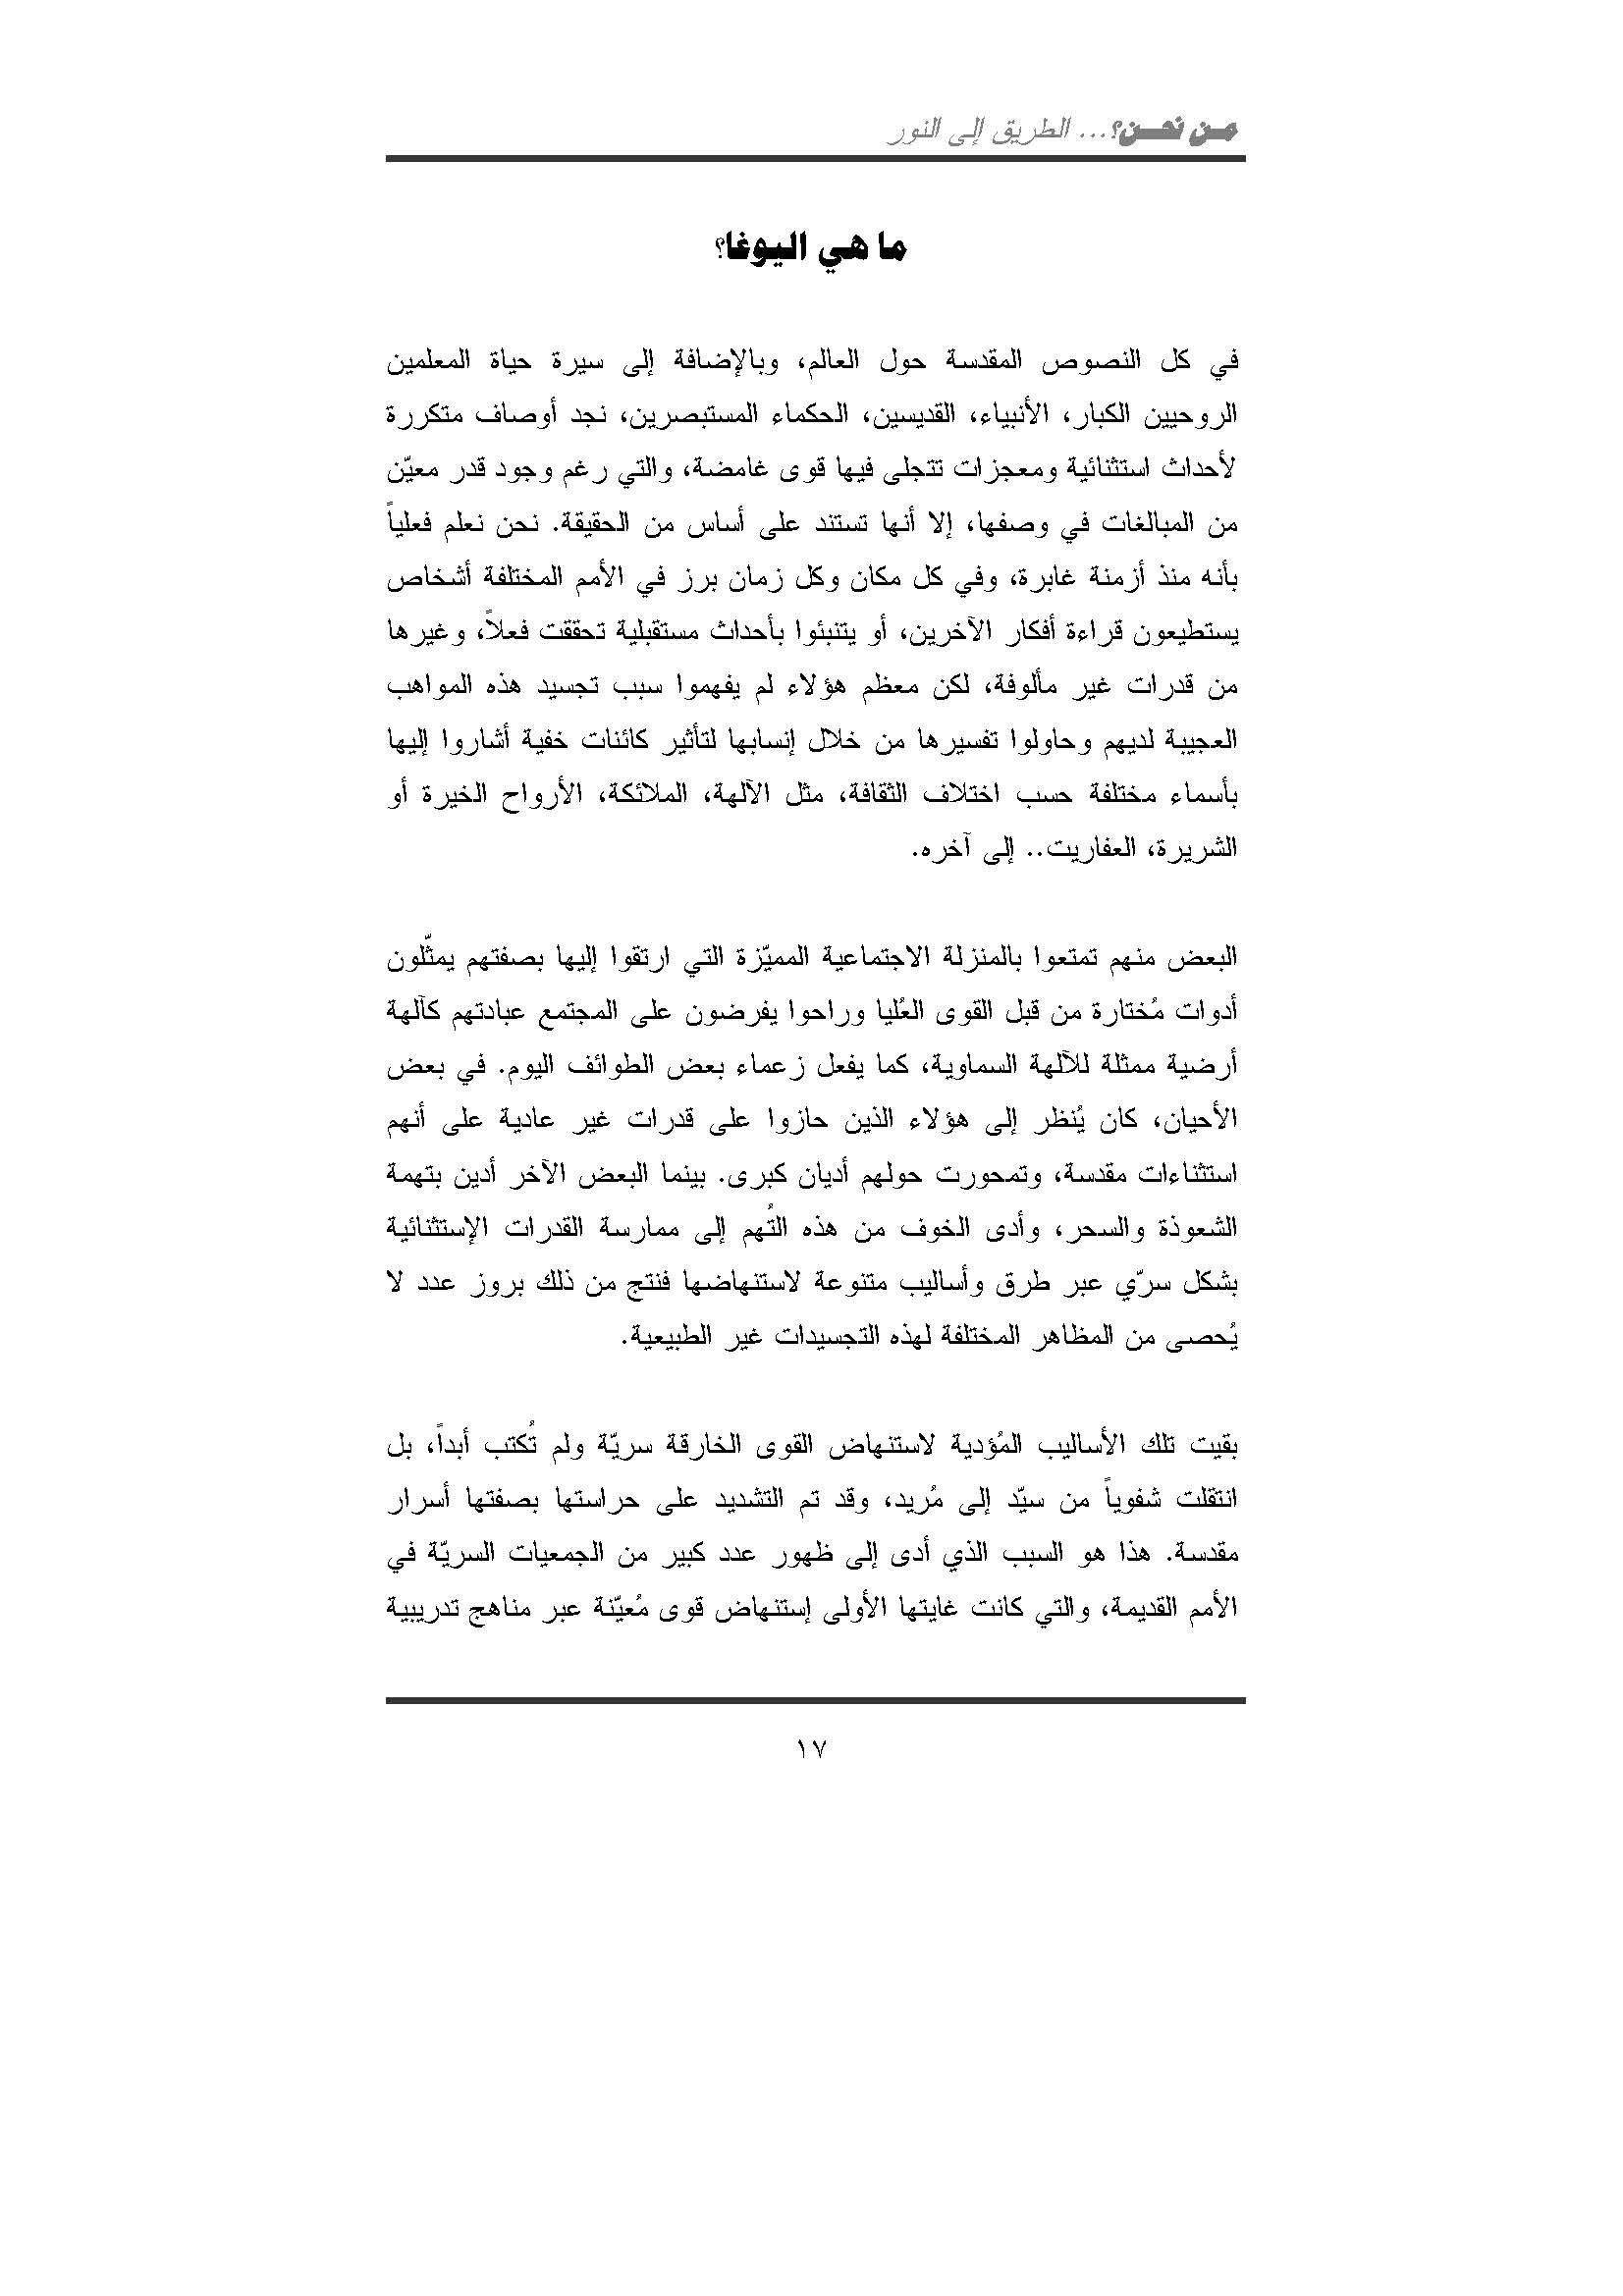 من نحن؟... الطريق إلى النور
ما هي اليوغا؟
في كل النصوص المقدسة حول العالم، وبالإضافة إلى سيرة حياة المعلمين
الروحيين الكبار، الأنبياء، القديسين، الحكماء المستبصرين، نجد أوصاف متكررة
لأحداث استثنائية ومعجزات تتجلى فيها قوى غامضة، والتي رغم وجود قدر معيّن
من المبالغات في وصفها، إلا أنها تستند على أساس من الحقيقة. نحن نعلم فعلياً
بأنه منذ أزمنة غابرة، وفي كل مكان وكل زمان برز في الأمم المختلفة أشخاص
يستطيعون قراءة أفكار الآخرين، أو يتنبئوا بأحداث مستقبلية تحققت فعلاً، وغيرها
من قدرات غير مألوفة، لكن معظم هؤلاء لم يفهموا سبب تجسيد هذه المواهب
العجيبة لديهم وحاولوا تفسيرها من خلال إنسابها لتأثير كائنات خفية أشاروا إليها
بأسماء مختلفة حسب اختلاف الثقافة، مثل الآلهة، الملائكة، الأرواح الخيرة أو
الشريرة، العفاريت.. إلى آخره.
البعض منهم تمتعوا بالمنزلة الاجتماعية المميّزة التي ارتقوا إليها بصفتهم يمثّلون
أدوات مُختارة من قبل القوى العُليا وراحوا يفرضون على المجتمع عبادتهم كآلهة
أرضية ممثلة للآلهة السماوية، كما يفعل زعماء بعض الطوائف اليوم. في بعض
الأحيان، كان يُنظر إلى هؤلاء الذين حازوا على قدرات غير عادية على أنهم
استثناءات مقدسة، وتمحورت حولهم أديان كبرى. بينما البعض الآخر أدين بتهمة
الشعوذة والسحر، وأدى الخوف من هذه التُهم إلى ممارسة القدرات الإستثنائية
بشكل سرّي عبر طرق وأساليب متنوعة لاستنهاضها فنتج من ذلك بروز عدد لا
يُحصى من المظاهر المختلفة لهذه التجسيدات غير الطبيعية.
بقيت تلك الأساليب المُؤدية لاستنهاض القوى الخارقة سريّة ولم تُكتب أبداً، بل
انتقلت شفوياً من سيّد إلى مُريد، وقد تم التشديد على حراستها بصفتها أسرار
مقدسة. هذا هو السبب الذي أدى إلى ظهور عدد كبير من الجمعيات السريّة في
الأمم القديمة، والتي كانت غايتها الأولى إستنهاض قوى مُعيّنة عبر مناهج تدريبية
١٧